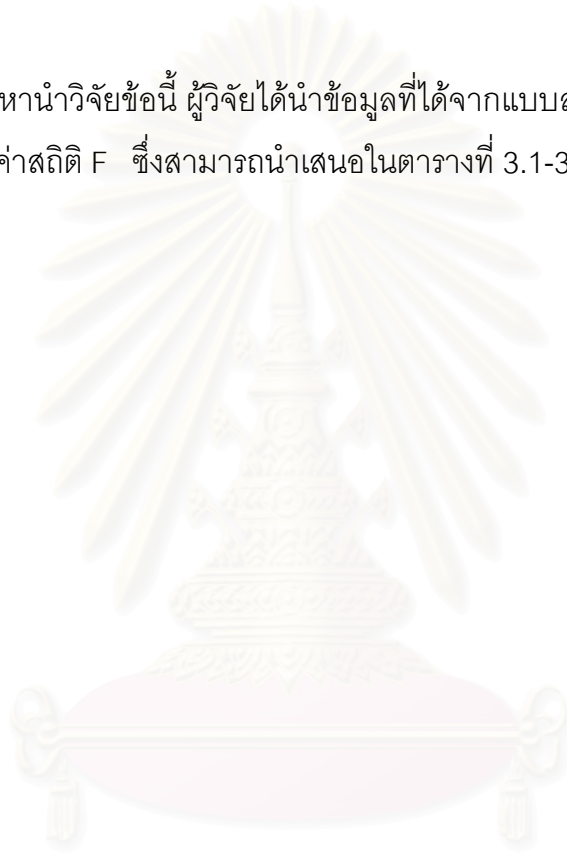 หานำวิจัยข้อนี้ ผู้วิจัยได้นำข้อมูลที่ได้จากแบบส
ค่าสถิติ F ซึ่งสามารถนำเสนอในตารางที่ 3.1-3